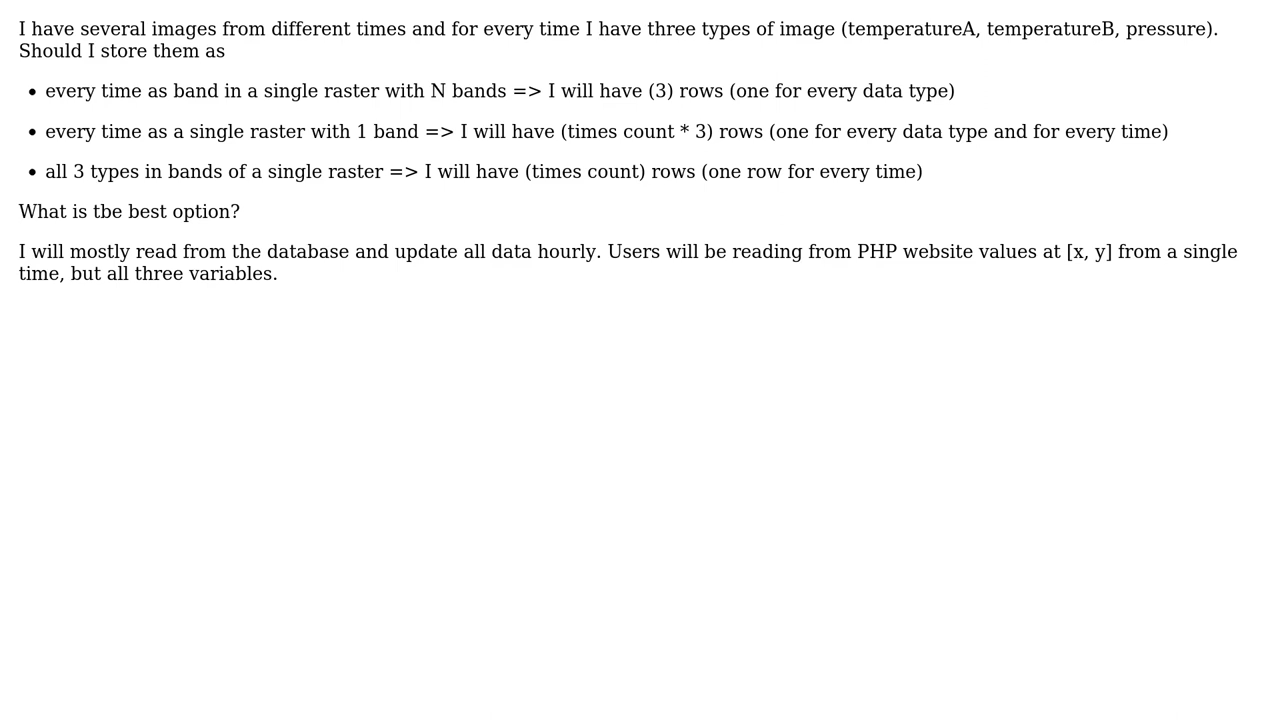 I have several images from different times and for every time I have three types of image (temperatureA, temperatureB, pressure).
Should I store them as
• every time as band in a single raster with N bands => I will have (3) rows (one for every data type)
• every time as a single raster with 1 band => I will have (times count * 3) rows (one for every data type and for every time)
• all 3 types in bands of a single raster => I will have (times count) rows (one row for every time)
What is tbe best option?
I will mostly read from the database and update all data hourly. Users will be reading from PHP website values at [x, y] from a single
time, but all three variables.